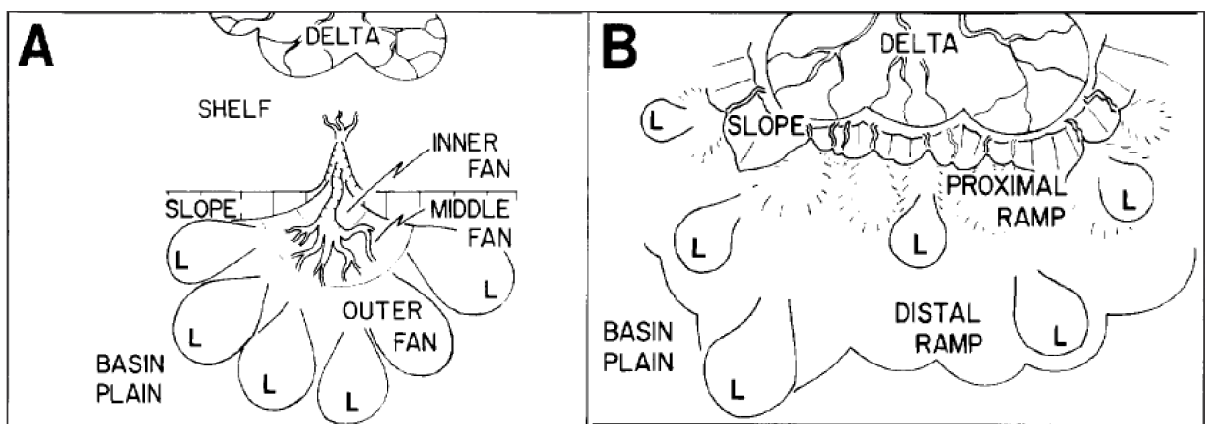 A
DELTA
SHELF
INNER
FAN
SLOPE
MIDDLE
FAN
L
L
OUTER
FAN
L
BASIN
PLAIN
L
L
B
DELTA
L
SLOPE
PROXIMAL
RAMP
L
L
L
DISTAL
RAMP
BASIN
PLAIN
L
L